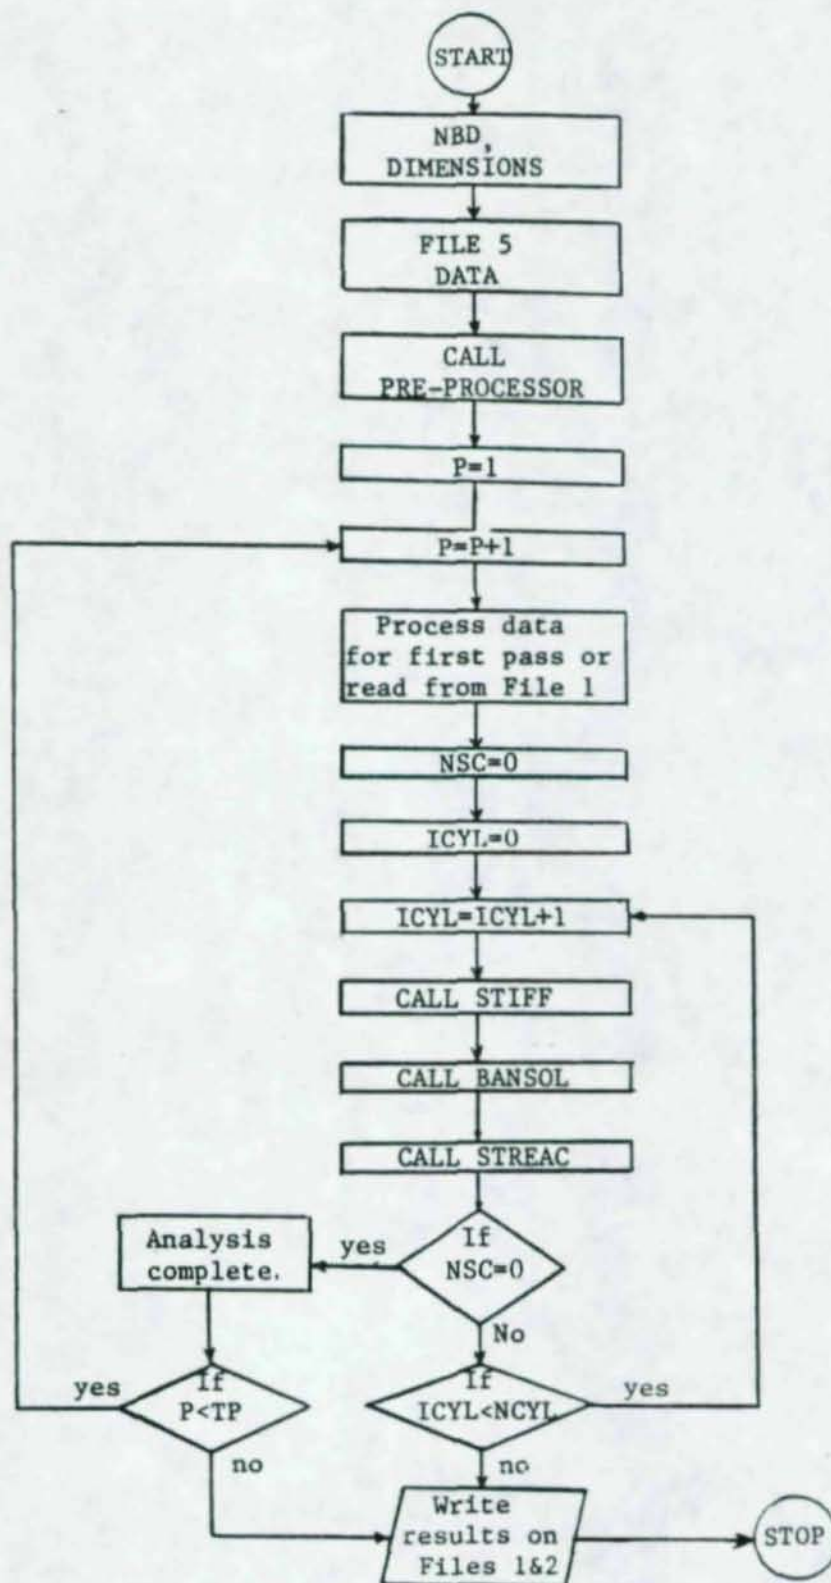 START
NBD,
DIMENSIONS
FILE 5
DATA
CALL
PRE-PROCESSOR
P=1
P=P+1
Process data
for first pass or
read from File 1
NSC=0
ICYL=0
ICYL=ICYL+1
CALL STIFF
CALL BANSOL
CALL STREAC
Analysis
complete.
yes
If
NSC=0
No
yes
If
P<TP
no
If
ICYL<NCYL
yes
no
Write
results on
Files 1&2
STOP